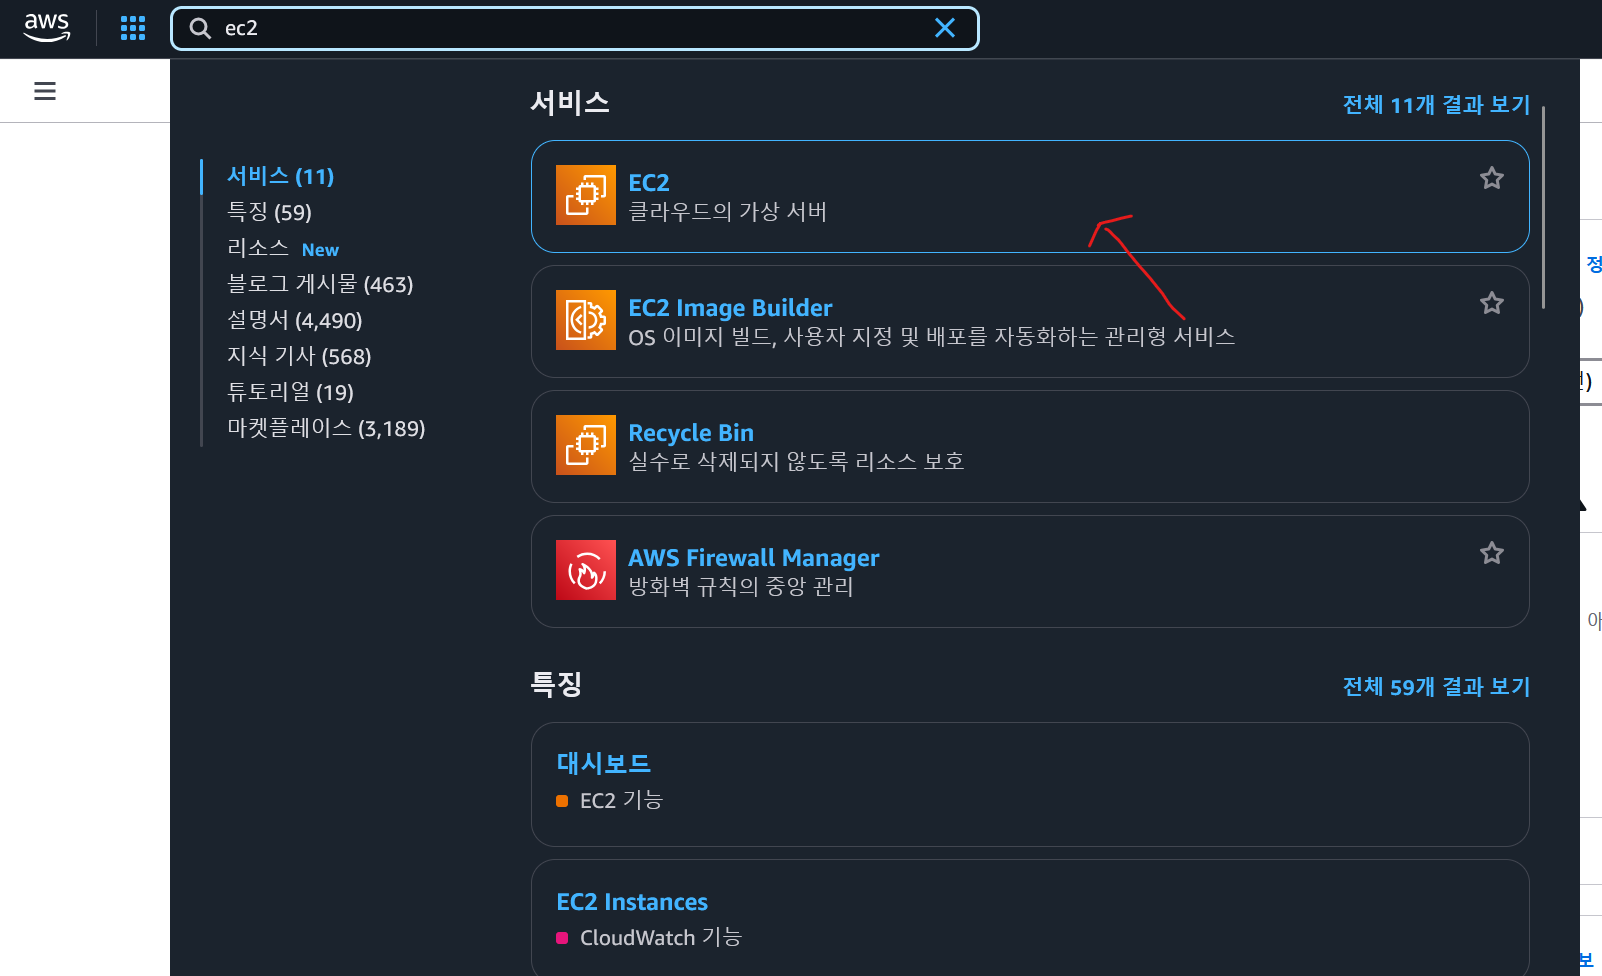 aws
ec2
서비스
전체 11개 결과 보기
서비스 (11)
특징 (59)
리소스 New
블로그 게시물 (463)
설명서 (4,490)
지식 기사 (568)
튜토리얼 (19)
마켓플레이스 (3,189)
EC2
클라우드의 가상 서버
EC2 Image Builder
OS 이미지 빌드, 사용자 지정 및 배포를 자동화하는 관리형 서비스
Recycle Bin
실수로 삭제되지 않도록 리소스 보호
AWS Firewall Manager
방화벽 규칙의 중앙 관리
특징
전체 59개 결과 보기
대시보드
EC2 기능
EC2 Instances
CloudWatch 기능
정
아
보